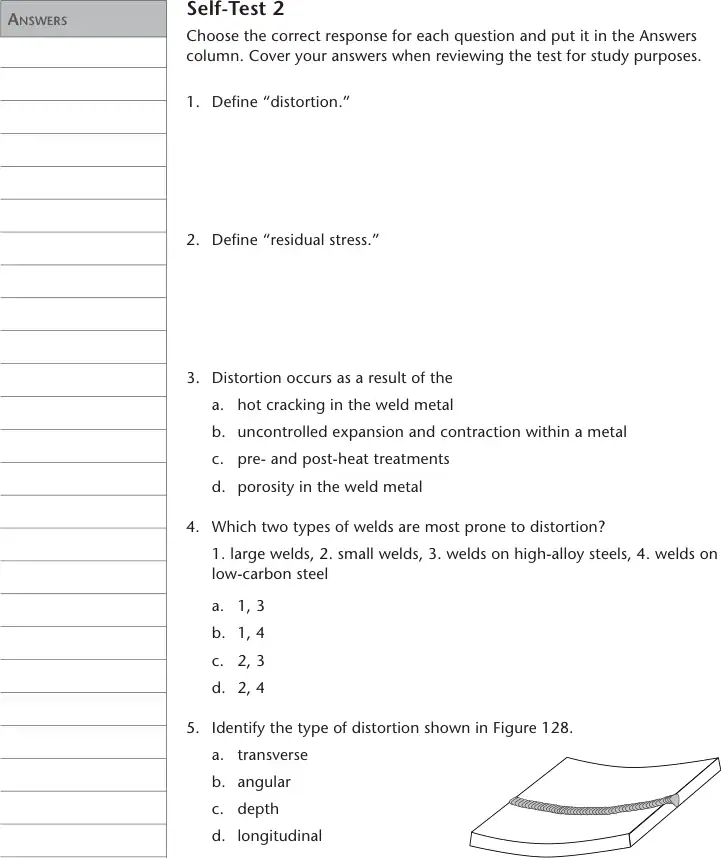 ANSWERS
Self-Test 2
Choose the correct response for each question and put it in the Answers
column. Cover your answers when reviewing the test for study purposes.
1. Define “distortion.”
2. Define “residual stress.”
3. Distortion occurs as a result of the
a. hot cracking in the weld metal
b. uncontrolled expansion and contraction within a metal
c. pre- and post-heat treatments
d. porosity in the weld metal
4. Which two types of welds are most prone to distortion?
1. large welds, 2. small welds, 3. welds on high-alloy steels, 4. welds on
low-carbon steel
a. 1, 3
b. 1, 4
c. 2, 3
d. 2, 4
5. Identify the type of distortion shown in Figure 128.
a. transverse
b. angular
c. depth
d. longitudinal